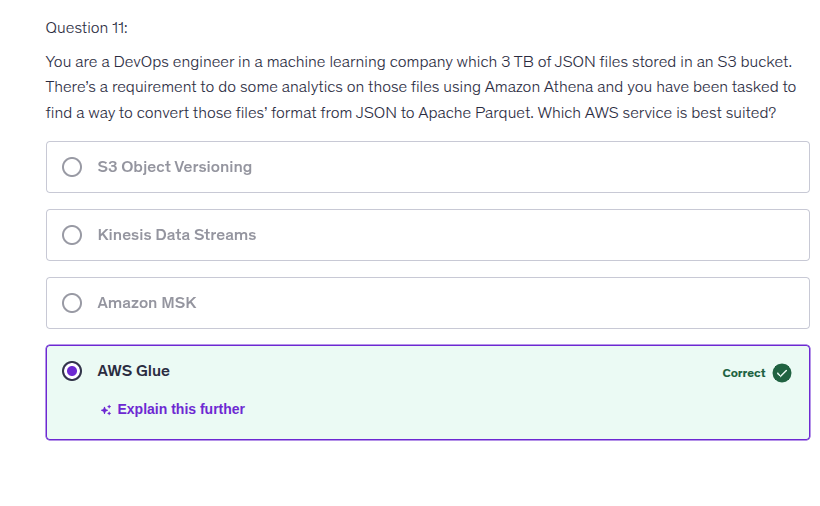 Question 11:
You are a DevOps engineer in a machine learning company which 3 TB of JSON files stored in an S3 bucket.
There's a requirement to do some analytics on those files using Amazon Athena and you have been tasked to
find a way to convert those files' format from JSON to Apache Parquet. Which AWS service is best suited?
S3 Object Versioning
Kinesis Data Streams
Amazon MSK
AWS Glue
Correct
Explain this further